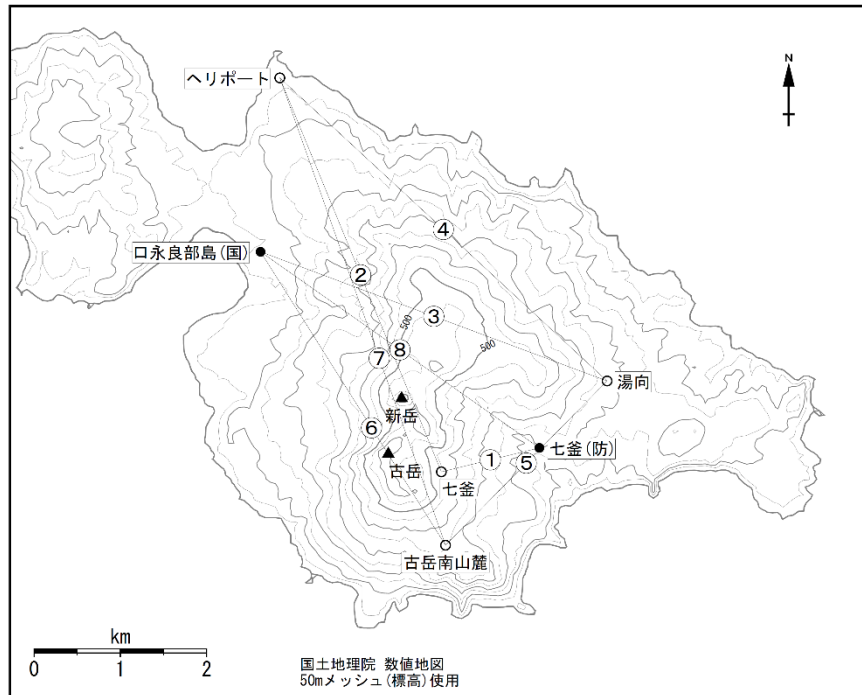 ヘリポート
N
④
口永良部島(国)
②
③
500
⑧
500
⑦
湯向
新岳
⑥
七釜(防)
古岳
①
⑤
七釜
古岳南山麓
km
0 1 2
国土地理院 数値地図
50mメッシュ(標高)使用